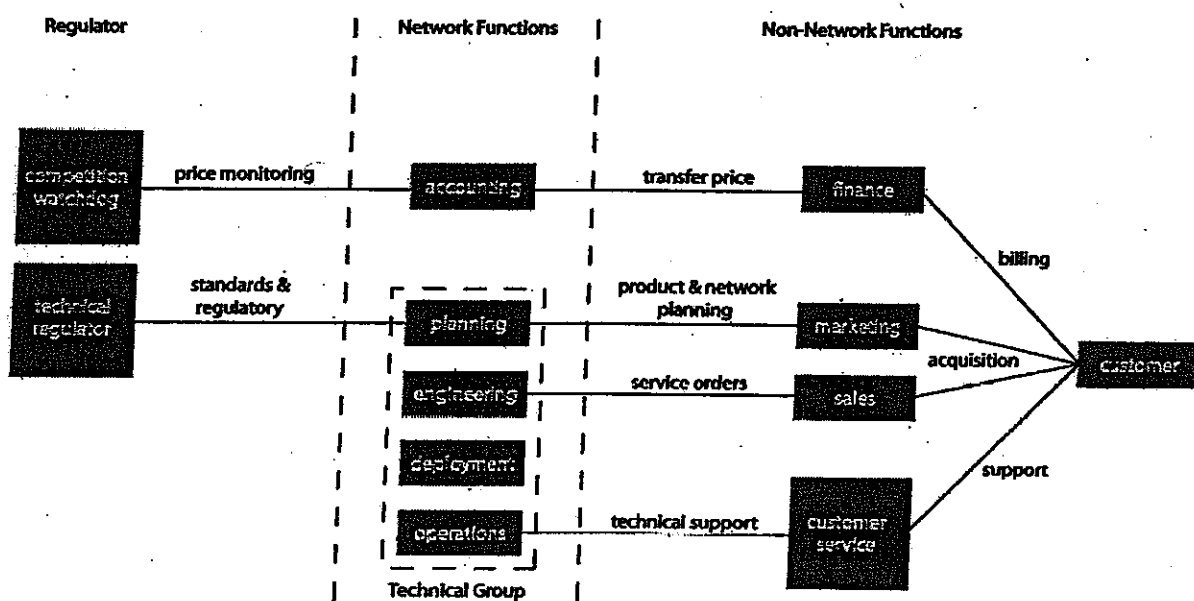 Regulator
Network Functions
Non-Network Functions
competition
watchdog
price monitoring
accounting
transfer price
finance
billing
technical
regulator
standards &
regulatory
planning
product & network
planning
marketing
acquisition
customer
engineering
service orders
sales
deployment
support
operations
technical support
customer
service
Technical Group